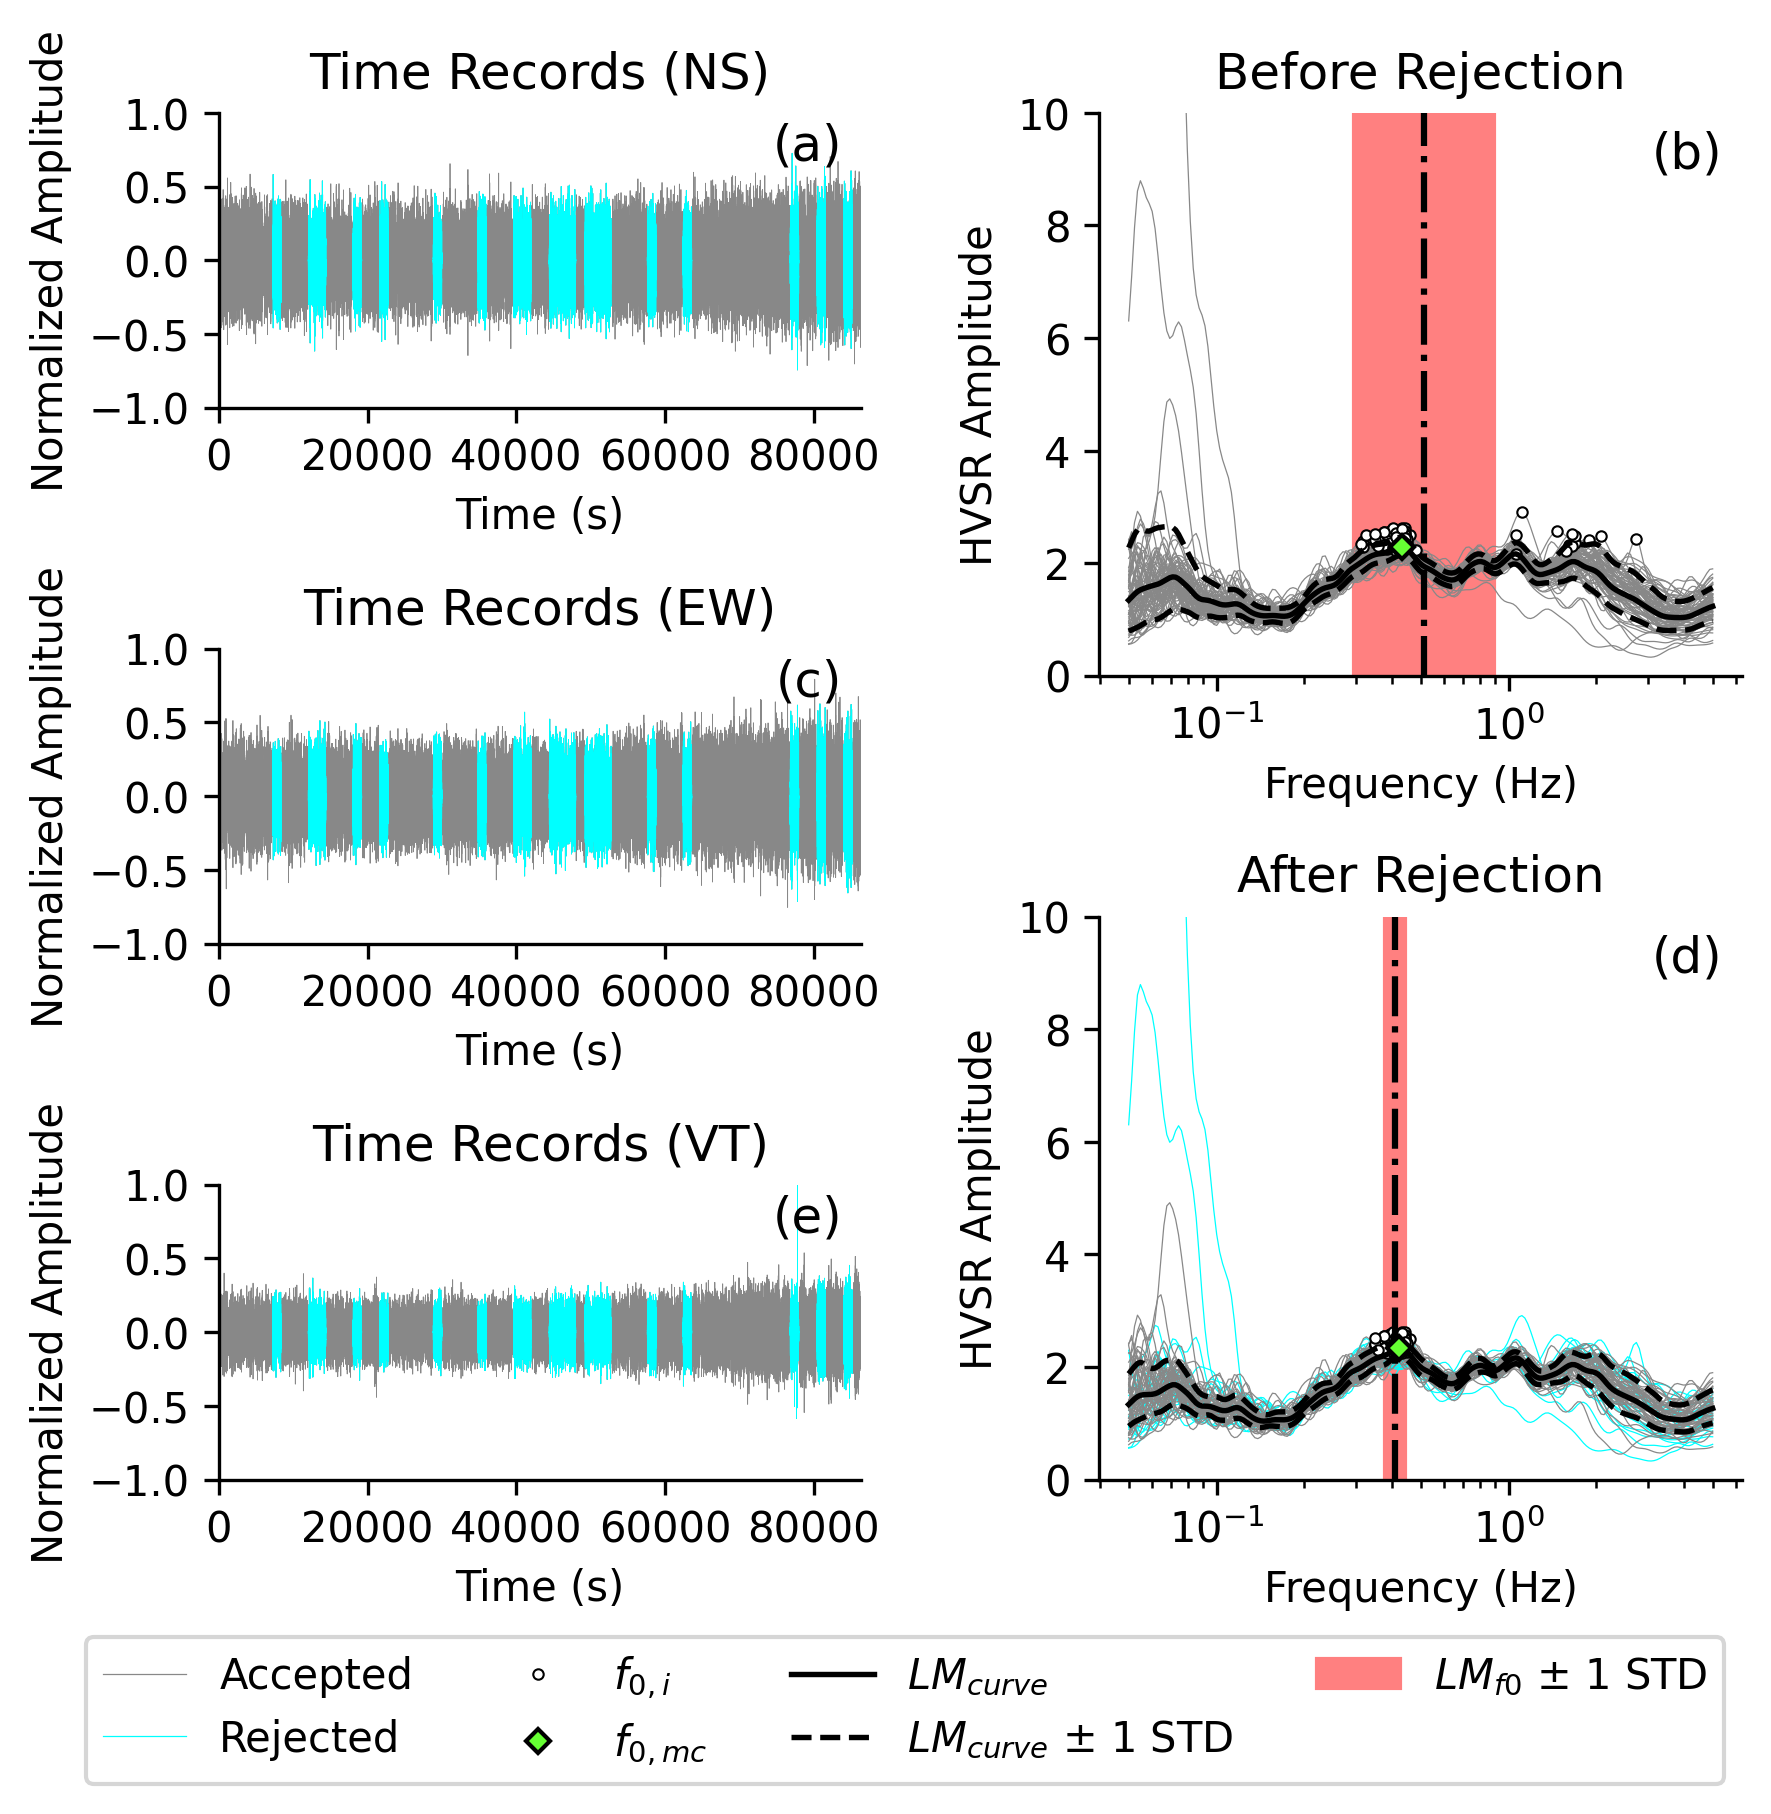 Time Records (NS)
(a)
Normalized Amplitude
1.0
0.5
0.0
−0.5
−1.0
0 20000 40000 60000 80000
Time (s)
Before Rejection
(b)
HVSR Amplitude
10
8
6
4
2
0
10⁻¹ 10⁰
Frequency (Hz)
Time Records (EW)
(c)
Normalized Amplitude
1.0
0.5
0.0
−0.5
−1.0
0 20000 40000 60000 80000
Time (s)
After Rejection
(d)
HVSR Amplitude
10
8
6
4
2
0
10⁻¹ 10⁰
Frequency (Hz)
Time Records (VT)
(e)
Normalized Amplitude
1.0
0.5
0.0
−0.5
−1.0
0 20000 40000 60000 80000
Time (s)
Accepted
Rejected
f0,i
f0,mc
LMcurve
LMcurve ± 1 STD
LMf0 ± 1 STD